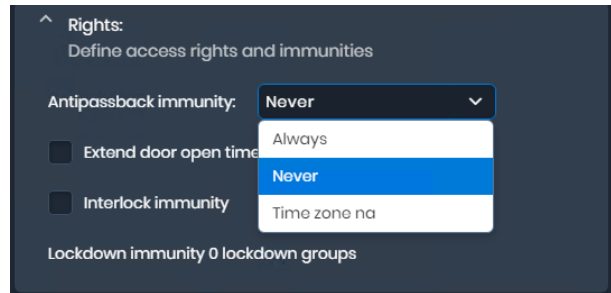 Rights:
Define access rights and immunities
Antipassback immunity: Never
Always
Extend door open time
Never
Interlock immunity
Time zone na
Lockdown immunity 0 lockdown groups